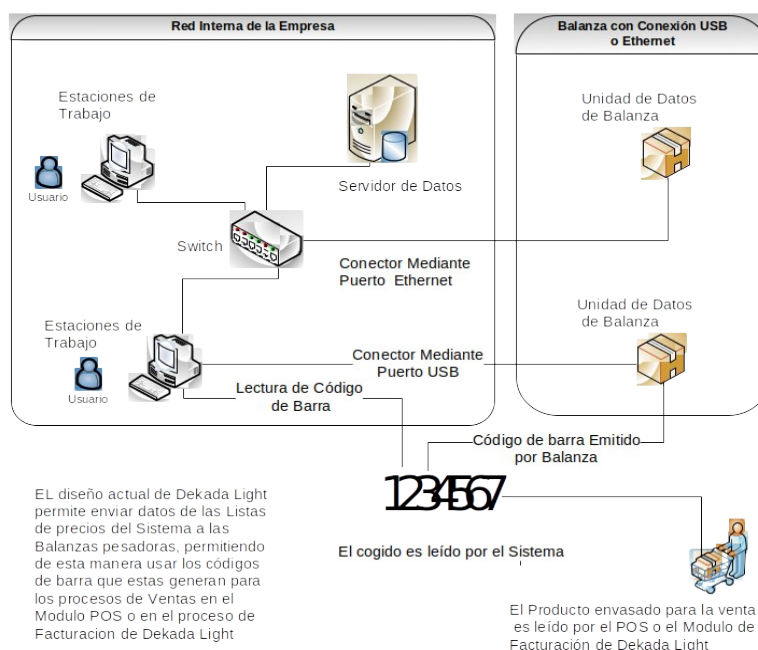 Red Interna de la Empresa
Balanza con Conexión USB
o Ethernet
Estaciones de
Trabajo
Usuario
Servidor de Datos
Unidad de Datos
de Balanza
Switch
Conector Mediante
Puerto Ethernet
Estaciones de
Trabajo
Usuario
Conector Mediante
Puerto USB
Unidad de Datos
de Balanza
Lectura de Código
de Barra
Código de barra Emitido
por Balanza
1234567
EL diseño actual de Dekada Light
permite enviar datos de las Listas
de precios del Sistema a las
Balanzas pesadoras, permitiendo
de esta manera usar los códigos
de barra que estas generan para
los procesos de Ventas en el
Modulo POS o en el proceso de
Facturacion de Dekada Light
El cogido es leído por el Sistema
El Producto envasado para la venta
es leído por el POS o el Modulo de
Facturación de Dekada Light